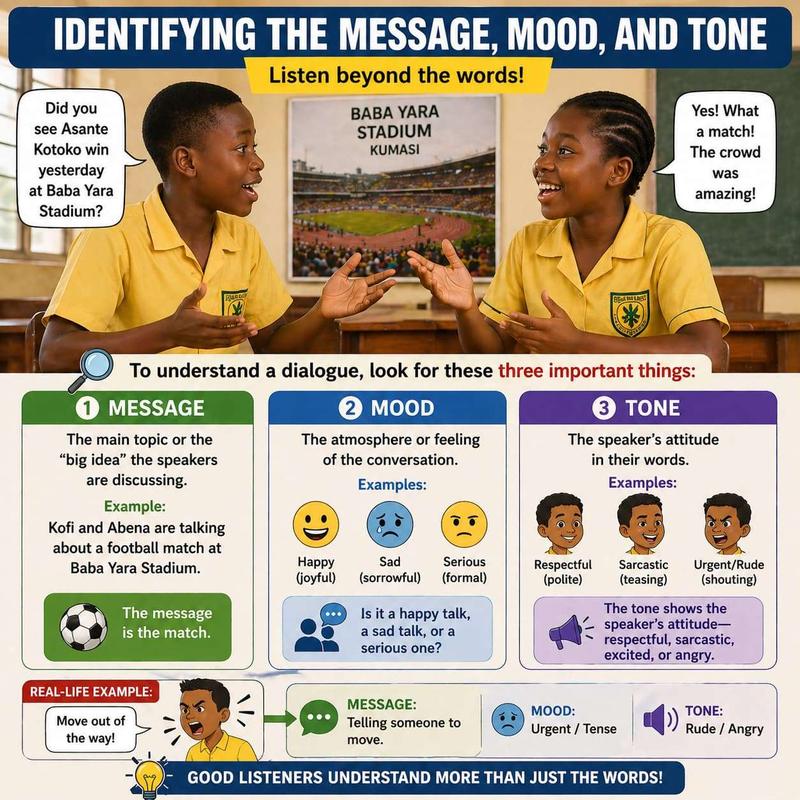 IDENTIFYING THE MESSAGE, MOOD, AND TONE
Listen beyond the words!
Did you
see Asante
Kotoko win
yesterday
at Baba Yara
Stadium?
BABA YARA
STADIUM
KUMASI
Yes! What
a match!
The crowd
was
amazing!
To understand a dialogue, look for these three important things:
1 MESSAGE
The main topic or the
“big idea” the speakers
are discussing.
Example:
Kofi and Abena are talking
about a football match at
Baba Yara Stadium.
The message
is the match.
2 MOOD
The atmosphere or feeling
of the conversation.
Examples:
Happy
(joyful)
Sad
(sorrowful)
Serious
(formal)
Is it a happy talk,
a sad talk, or a
serious one?
3 TONE
The speaker’s attitude
in their words.
Examples:
Respectful
(polite)
Sarcastic
(teasing)
Urgent/Rude
(shouting)
The tone shows the
speaker’s attitude—
respectful, sarcastic,
excited, or angry.
REAL-LIFE EXAMPLE:
Move out of
the way!
MESSAGE:
Telling someone to
move.
MOOD:
Urgent / Tense
TONE:
Rude / Angry
GOOD LISTENERS UNDERSTAND MORE THAN JUST THE WORDS!